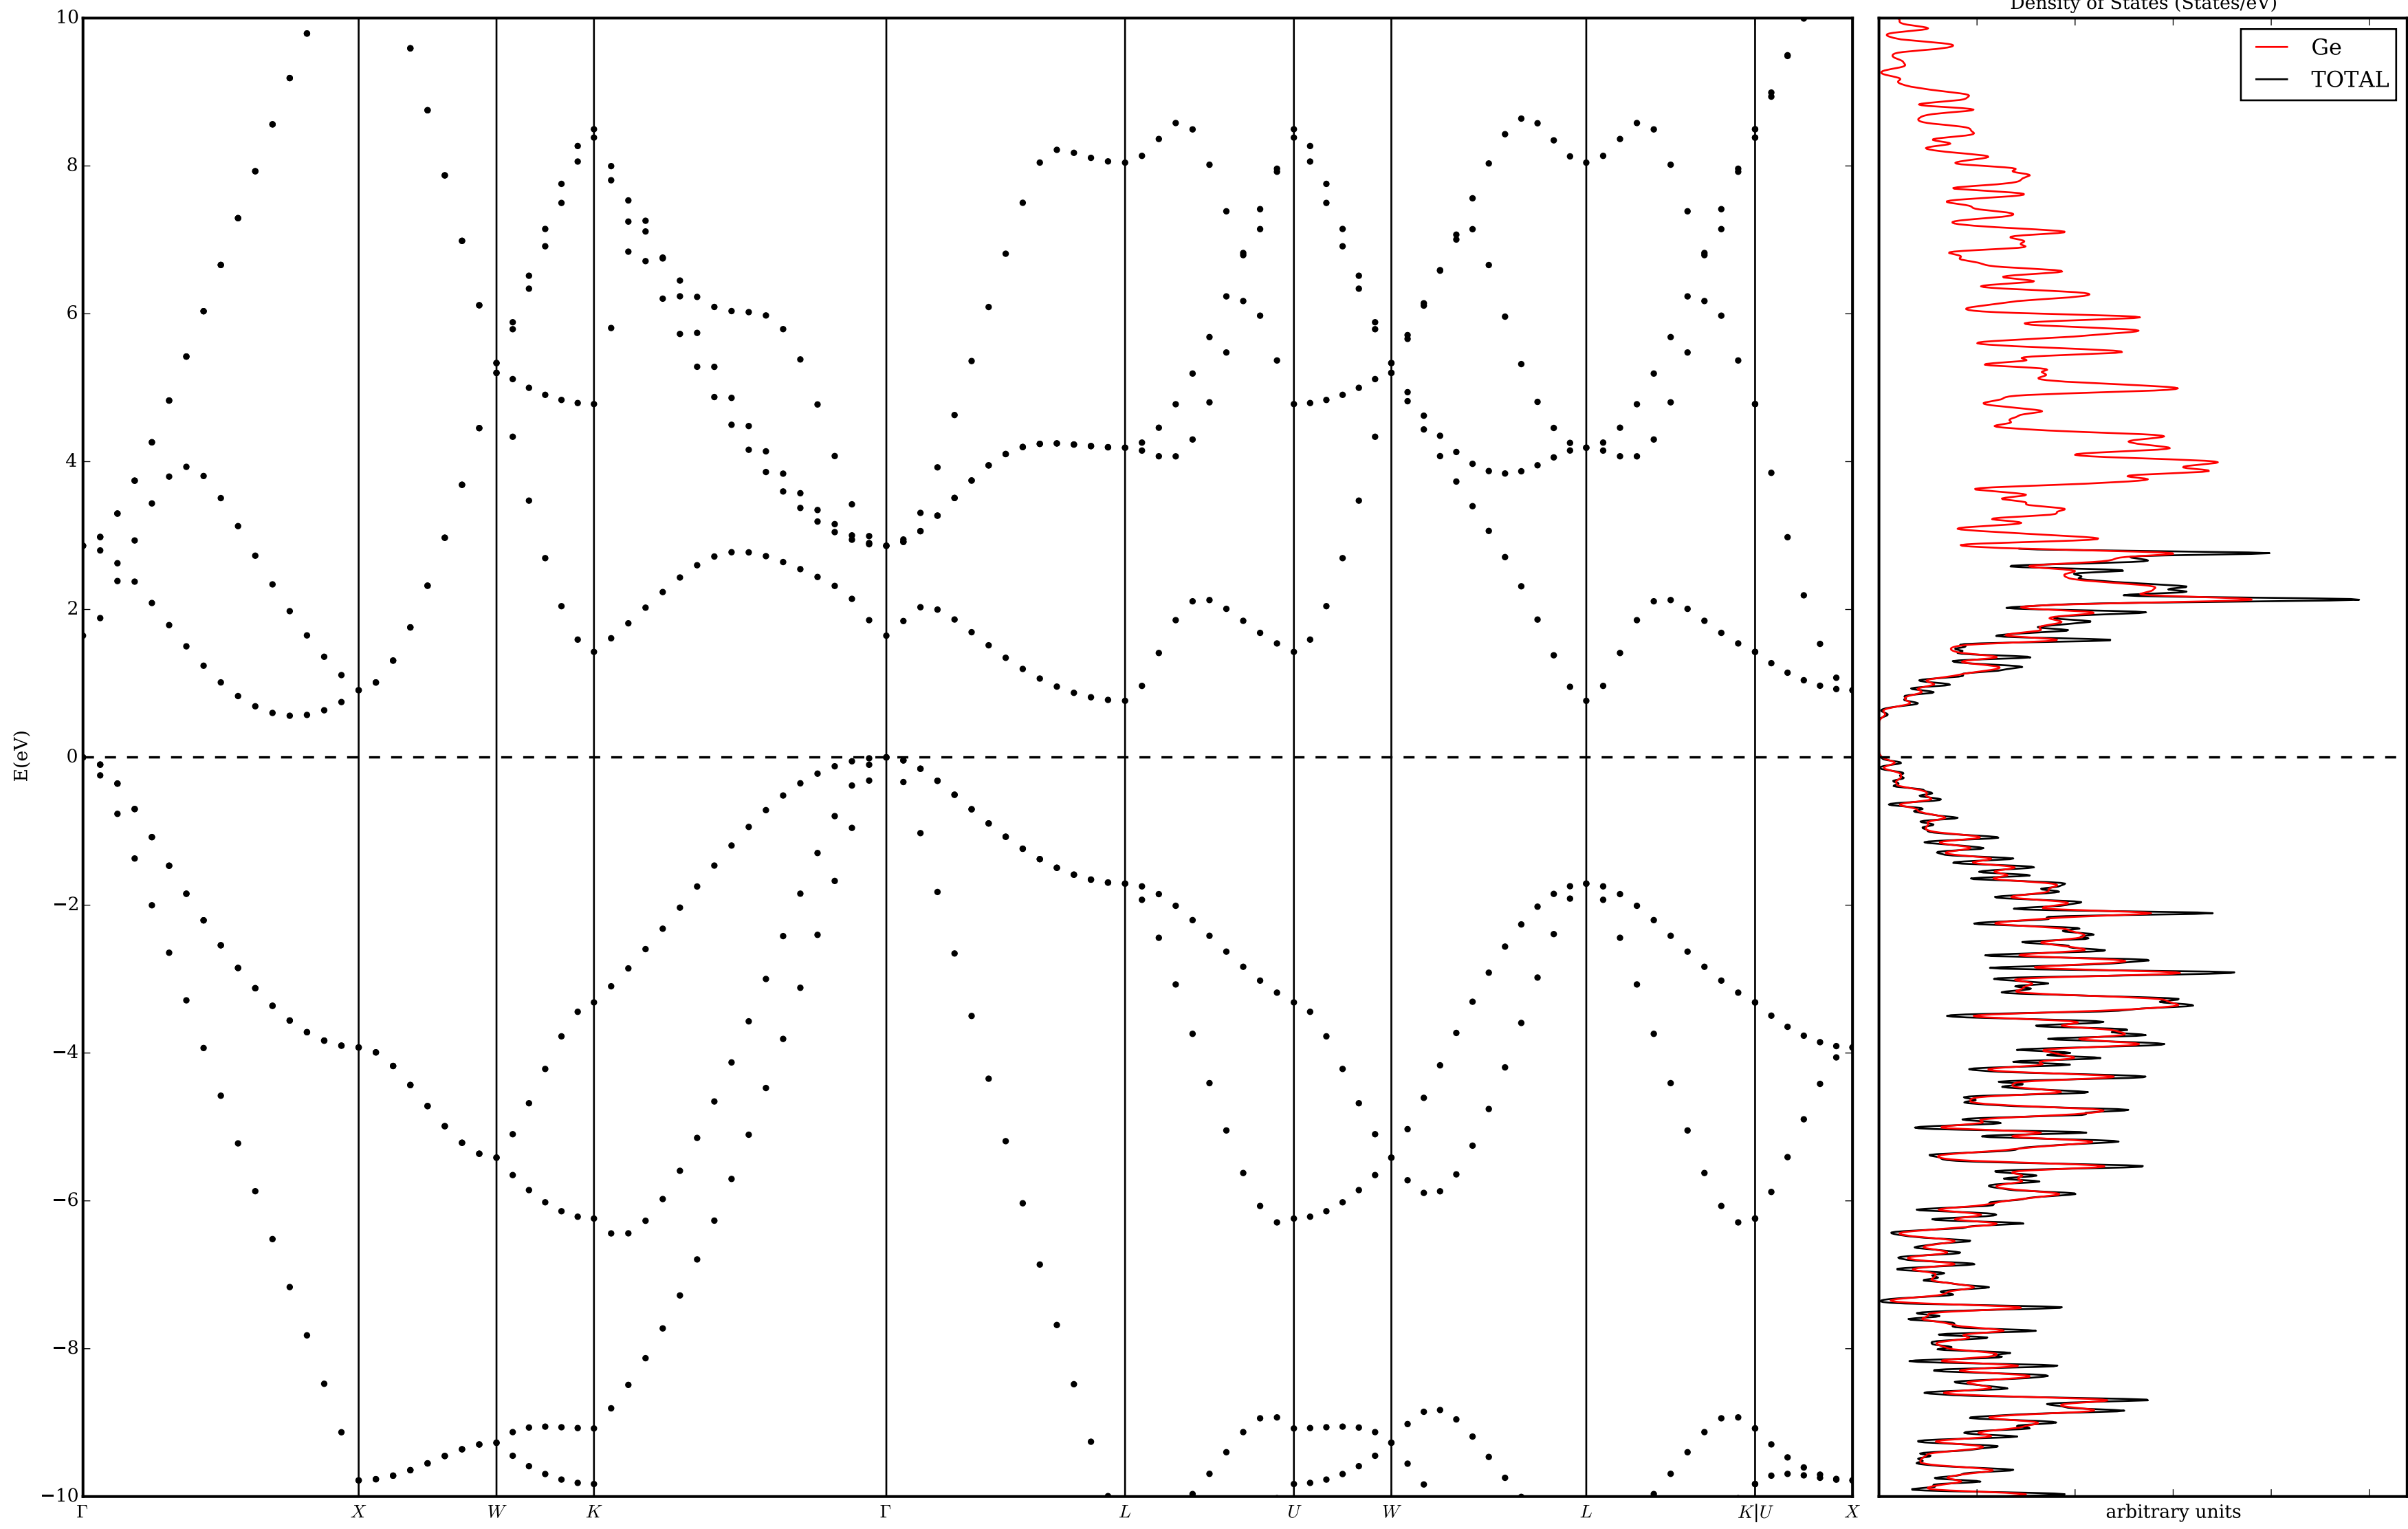 Density of States (States/eV)
Ge
TOTAL
E(eV)
10
8
6
4
2
0
−2
−4
−6
−8
−10
Γ X W K Γ L U W L K|U X
arbitrary units